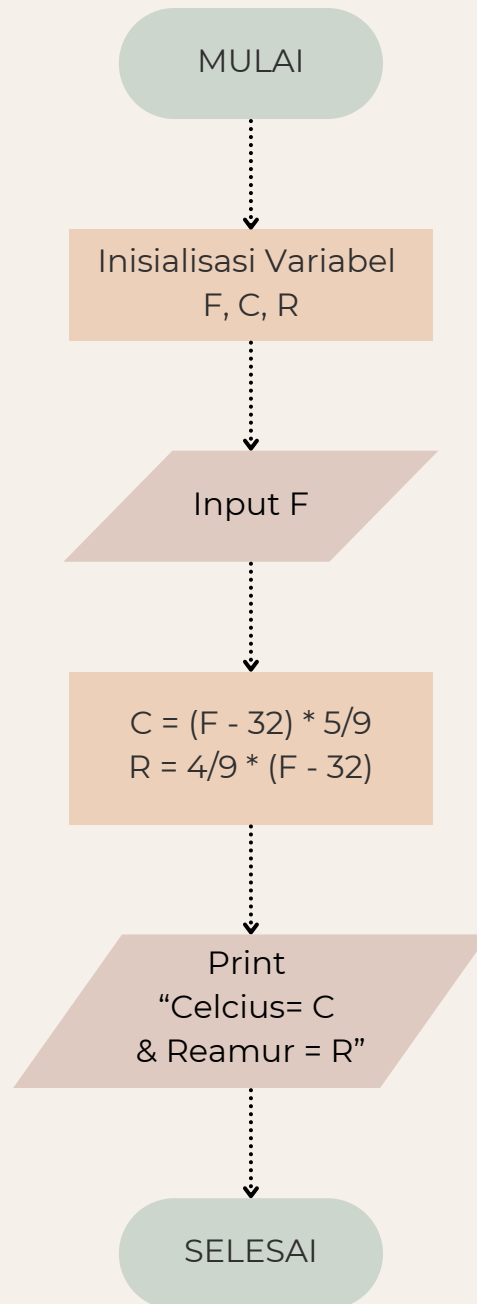 MULAI
Inisialisasi Variabel
F, C, R
Input F
C = (F - 32) * 5/9
R = 4/9 * (F - 32)
Print
“Celcius= C
& Reamur = R”
SELESAI